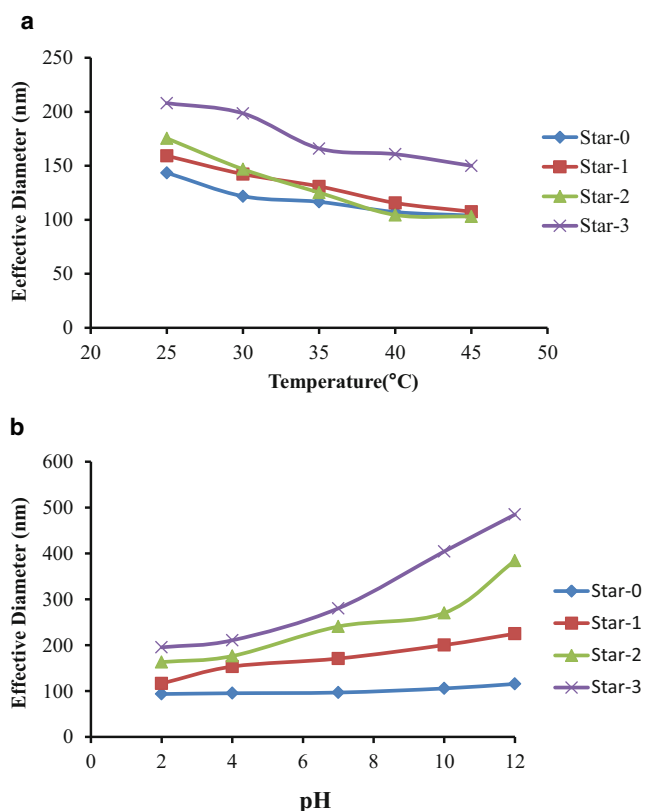 a
Eeffective Diameter (nm)
250
200
150
100
50
0
20
25
30
35
40
45
50
Temperature(°C)
Star-0
Star-1
Star-2
Star-3
b
Effective Diameter (nm)
600
500
400
300
200
100
0
0
2
4
6
8
10
12
pH
Star-0
Star-1
Star-2
Star-3